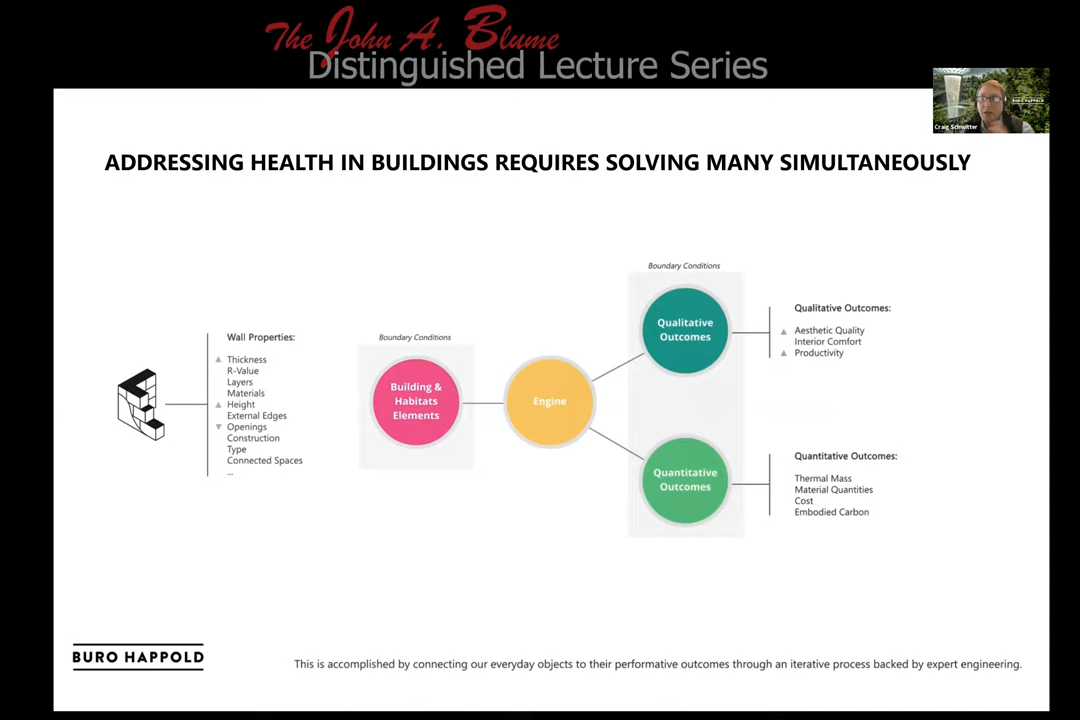 The John A. Blume
Distinguished Lecture Series
BURO HAPPOLD
Craig Schwitter
ADDRESSING HEALTH IN BUILDINGS REQUIRES SOLVING MANY SIMULTANEOUSLY
Wall Properties:
Thickness
R-Value
Layers
Materials
Height
External Edges
Openings
Construction
Type
Connected Spaces
...
Boundary Conditions
Building &
Habitats
Elements
Engine
Boundary Conditions
Qualitative
Outcomes
Quantitative
Outcomes
Qualitative Outcomes:
Aesthetic Quality
Interior Comfort
Productivity
Quantitative Outcomes:
Thermal Mass
Material Quantities
Cost
Embodied Carbon
BURO HAPPOLD
This is accomplished by connecting our everyday objects to their performative outcomes through an iterative process backed by expert engineering.